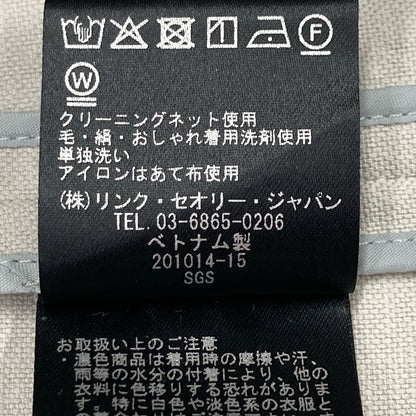 F
W
クリーニングネット使用
毛・絹・おしゃれ着用洗剤使用
単独洗い
アイロンはあて布使用
(株)リンク・セオリー・ジャパン
TEL.03-6865-0206
ベトナム製
201014-15
SGS
お取扱い上のご注意
・濃色商品は着用時の摩擦や汗、
雨等の水分の付着により、他の
衣料に色移りする恐れがありま
す。特に白色や淡色系の衣服と